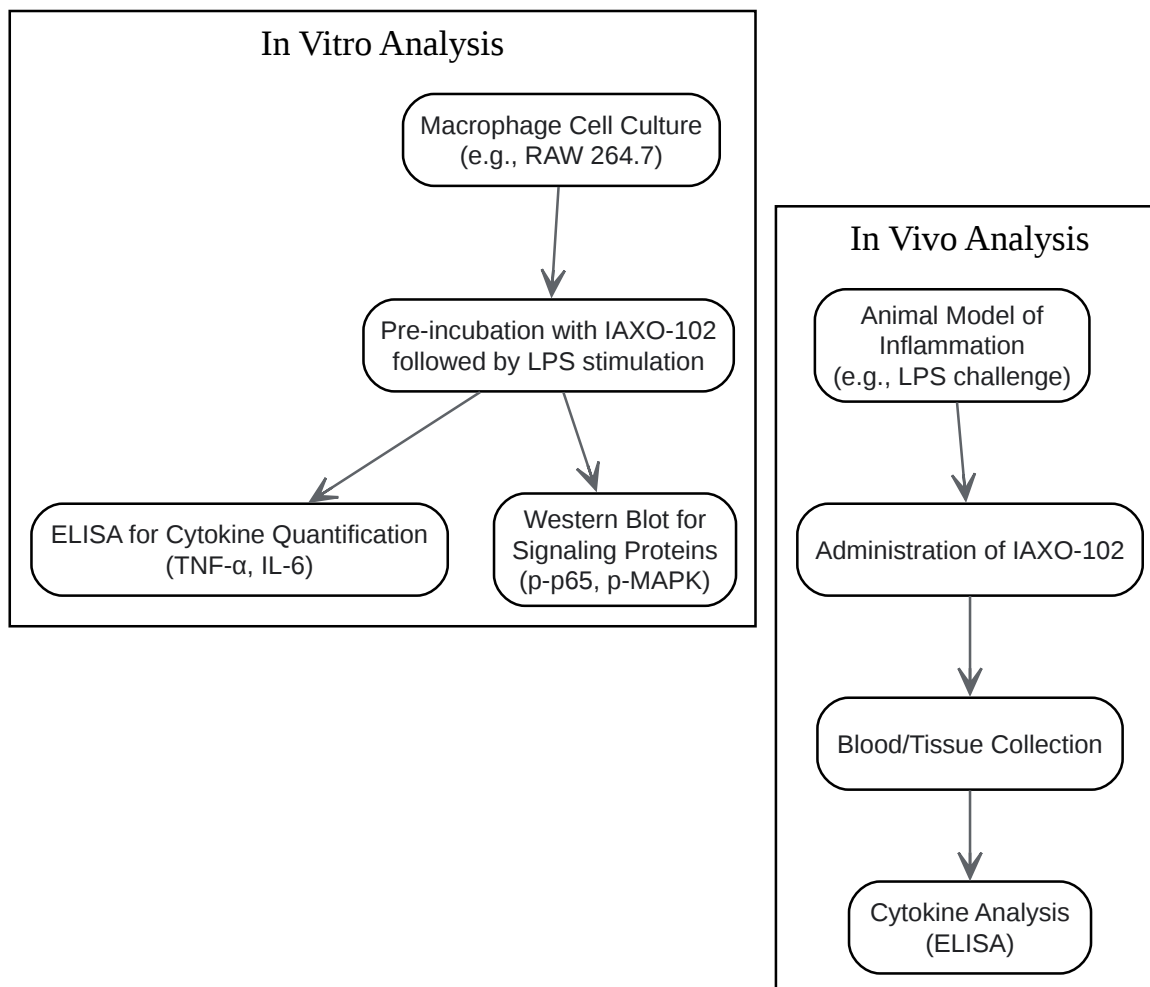 In Vitro Analysis
Macrophage Cell Culture
(e.g., RAW 264.7)
Pre-incubation with IAXO-102
followed by LPS stimulation
ELISA for Cytokine Quantification
(TNF-α, IL-6)
Western Blot for
Signaling Proteins
(p-p65, p-MAPK)
In Vivo Analysis
Animal Model of
Inflammation
(e.g., LPS challenge)
Administration of IAXO-102
Blood/Tissue Collection
Cytokine Analysis
(ELISA)